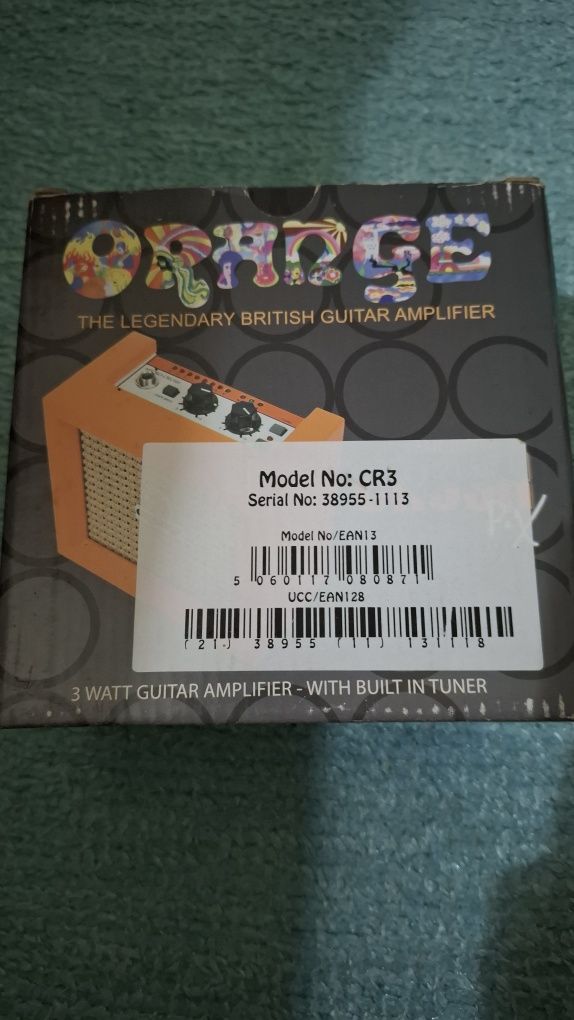 ORANGE
THE LEGENDARY BRITISH GUITAR AMPLIFIER
Model No: CR3
Serial No: 38955-1113
Model No/EAN13
5 060117 080871
UCC/EAN128
(21) 38955 (11) 131118
3 WATT GUITAR AMPLIFIER - WITH BUILT IN TUNER